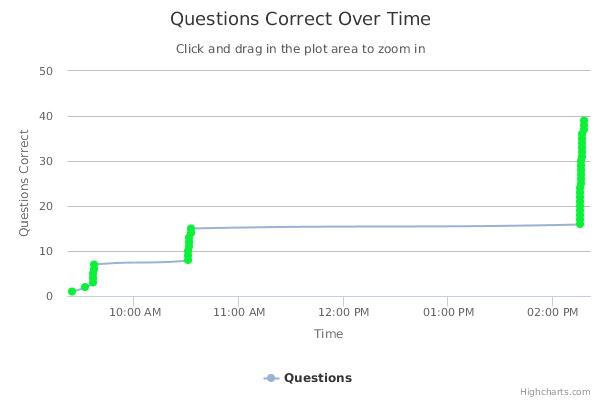 Questions Correct Over Time
Click and drag in the plot area to zoom in
Questions Correct
50
40
30
20
10
0
10:00 AM 11:00 AM 12:00 PM 01:00 PM 02:00 PM
Time
Questions
Highcharts.com